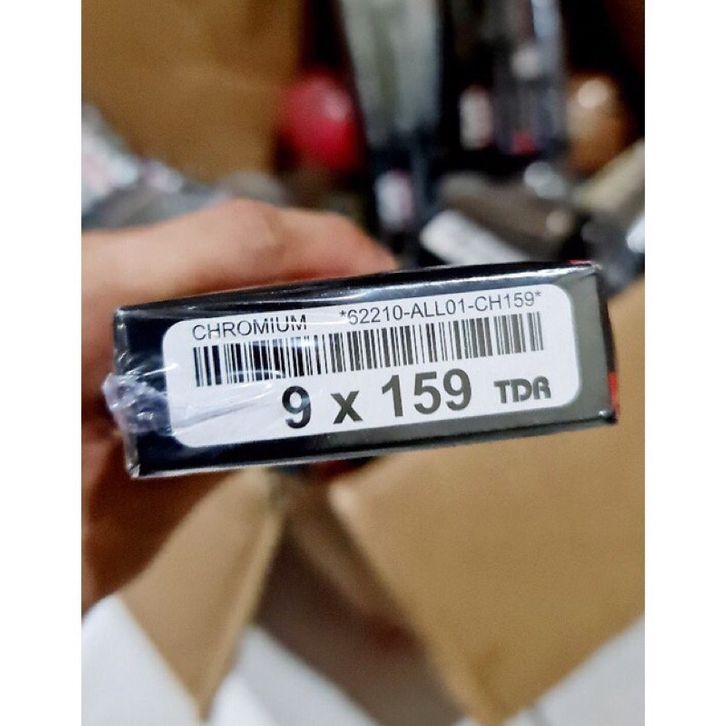 CHROMIUM *62210-ALL01-CH159*
9 x 159 TDR